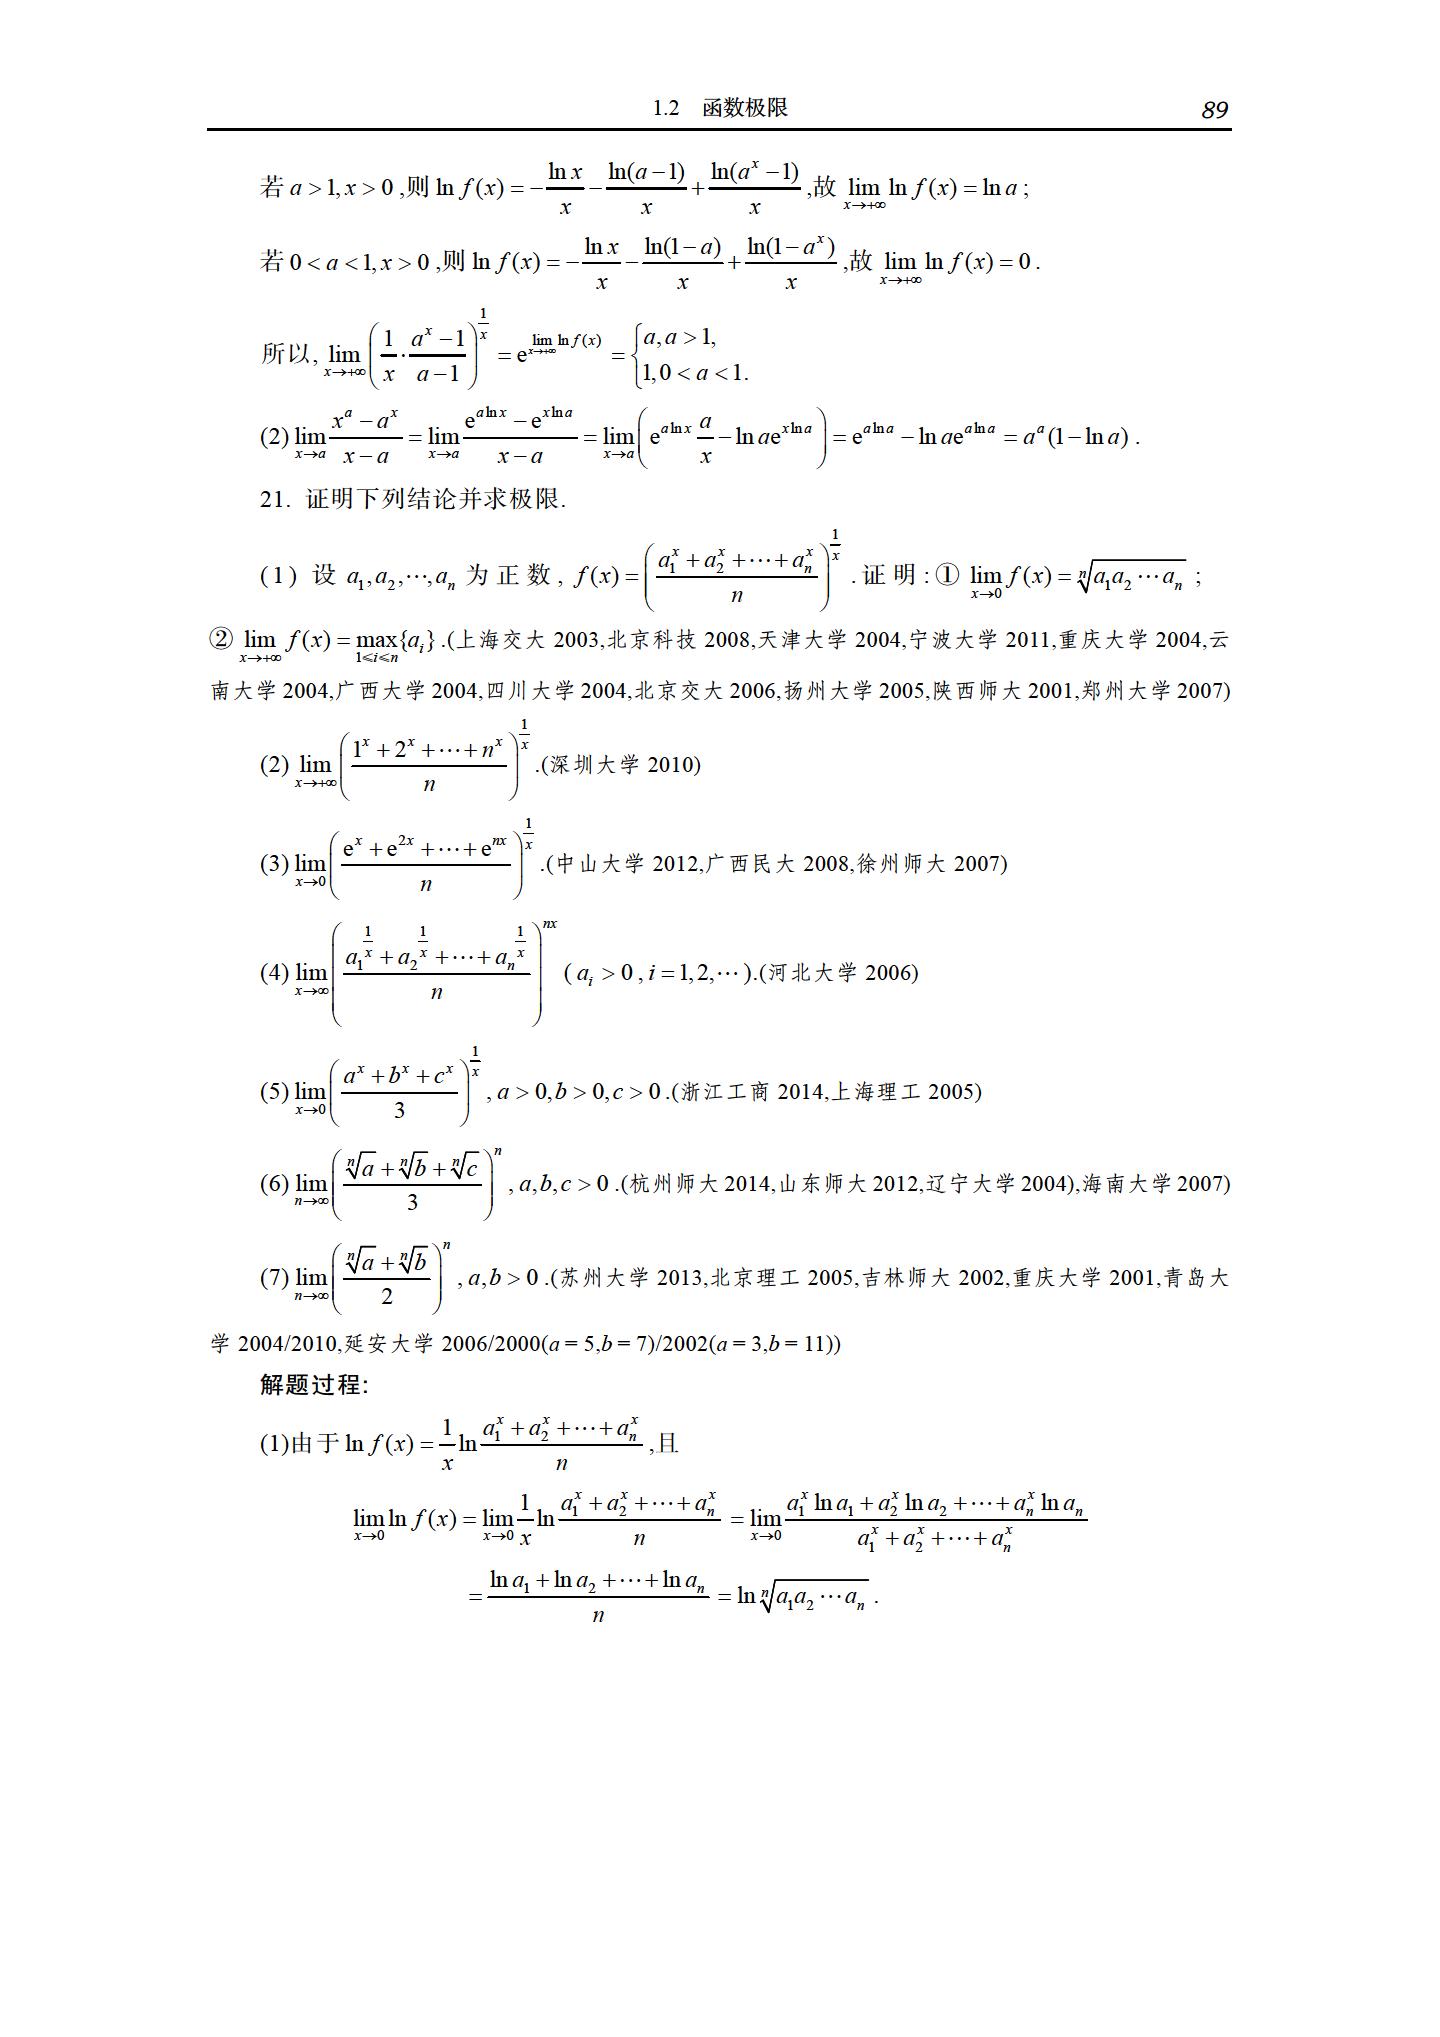 1.2 函数极限 89
若 $a>1,x>0$ ,则 $\ln f(x)=-\frac{\ln x}{x}-\frac{\ln(a-1)}{x}+\frac{\ln(a^x-1)}{x}$ ,故 $\lim_{x\to+\infty}\ln f(x)=\ln a$ ;
若 $0<a<1,x>0$ ,则 $\ln f(x)=-\frac{\ln x}{x}-\frac{\ln(1-a)}{x}+\frac{\ln(1-a^x)}{x}$ ,故 $\lim_{x\to+\infty}\ln f(x)=0$ .
所以, $\lim_{x\to+\infty}\left(\frac{1}{x}\cdot\frac{a^x-1}{a-1}\right)^{\frac{1}{x}}=\mathrm{e}^{\lim_{x\to+\infty}\ln f(x)}=\begin{cases}a,a>1,\\1,0<a<1.\end{cases}$
(2) $\lim_{x\to a}\frac{x^a-a^x}{x-a}=\lim_{x\to a}\frac{\mathrm{e}^{a\ln x}-\mathrm{e}^{x\ln a}}{x-a}=\lim_{x\to a}\left(\mathrm{e}^{a\ln x}\frac{a}{x}-\ln a\mathrm{e}^{x\ln a}\right)=\mathrm{e}^{a\ln a}-\ln a\mathrm{e}^{a\ln a}=a^a(1-\ln a)$ .
21. 证明下列结论并求极限.
(1) 设 $a_1,a_2,\cdots,a_n$ 为正数, $f(x)=\left(\frac{a_1^x+a_2^x+\cdots+a_n^x}{n}\right)^{\frac{1}{x}}$ .证明:① $\lim_{x\to0}f(x)=\sqrt[n]{a_1a_2\cdots a_n}$ ;
② $\lim_{x\to+\infty}f(x)=\max_{1\leqslant i\leqslant n}\{a_i\}$ .(上海交大 2003,北京科技 2008,天津大学 2004,宁波大学 2011,重庆大学 2004,云
南大学 2004,广西大学 2004,四川大学 2004,北京交大 2006,扬州大学 2005,陕西师大 2001,郑州大学 2007)
(2) $\lim_{x\to+\infty}\left(\frac{1^x+2^x+\cdots+n^x}{n}\right)^{\frac{1}{x}}$ .(深圳大学 2010)
(3) $\lim_{x\to0}\left(\frac{\mathrm{e}^x+\mathrm{e}^{2x}+\cdots+\mathrm{e}^{nx}}{n}\right)^{\frac{1}{x}}$ .(中山大学 2012,广西民大 2008,徐州师大 2007)
(4) $\lim_{x\to\infty}\left(\frac{a_1^{\frac{1}{x}}+a_2^{\frac{1}{x}}+\cdots+a_n^{\frac{1}{x}}}{n}\right)^{nx}$ ( $a_i>0,i=1,2,\cdots$ ).(河北大学 2006)
(5) $\lim_{x\to0}\left(\frac{a^x+b^x+c^x}{3}\right)^{\frac{1}{x}},a>0,b>0,c>0$ .(浙江工商 2014,上海理工 2005)
(6) $\lim_{n\to\infty}\left(\frac{\sqrt[n]{a}+\sqrt[n]{b}+\sqrt[n]{c}}{3}\right)^n,a,b,c>0$ .(杭州师大 2014,山东师大 2012,辽宁大学 2004),海南大学 2007)
(7) $\lim_{n\to\infty}\left(\frac{\sqrt[n]{a}+\sqrt[n]{b}}{2}\right)^n,a,b>0$ .(苏州大学 2013,北京理工 2005,吉林师大 2002,重庆大学 2001,青岛大
学 2004/2010,延安大学 2006/2000(a = 5,b = 7)/2002(a = 3,b = 11))
解题过程:
(1)由于 $\ln f(x)=\frac{1}{x}\ln\frac{a_1^x+a_2^x+\cdots+a_n^x}{n}$ ,且
$\lim_{x\to0}\ln f(x)=\lim_{x\to0}\frac{1}{x}\ln\frac{a_1^x+a_2^x+\cdots+a_n^x}{n}=\lim_{x\to0}\frac{a_1^x\ln a_1+a_2^x\ln a_2+\cdots+a_n^x\ln a_n}{a_1^x+a_2^x+\cdots+a_n^x}$
$=\frac{\ln a_1+\ln a_2+\cdots+\ln a_n}{n}=\ln\sqrt[n]{a_1a_2\cdots a_n}$ .